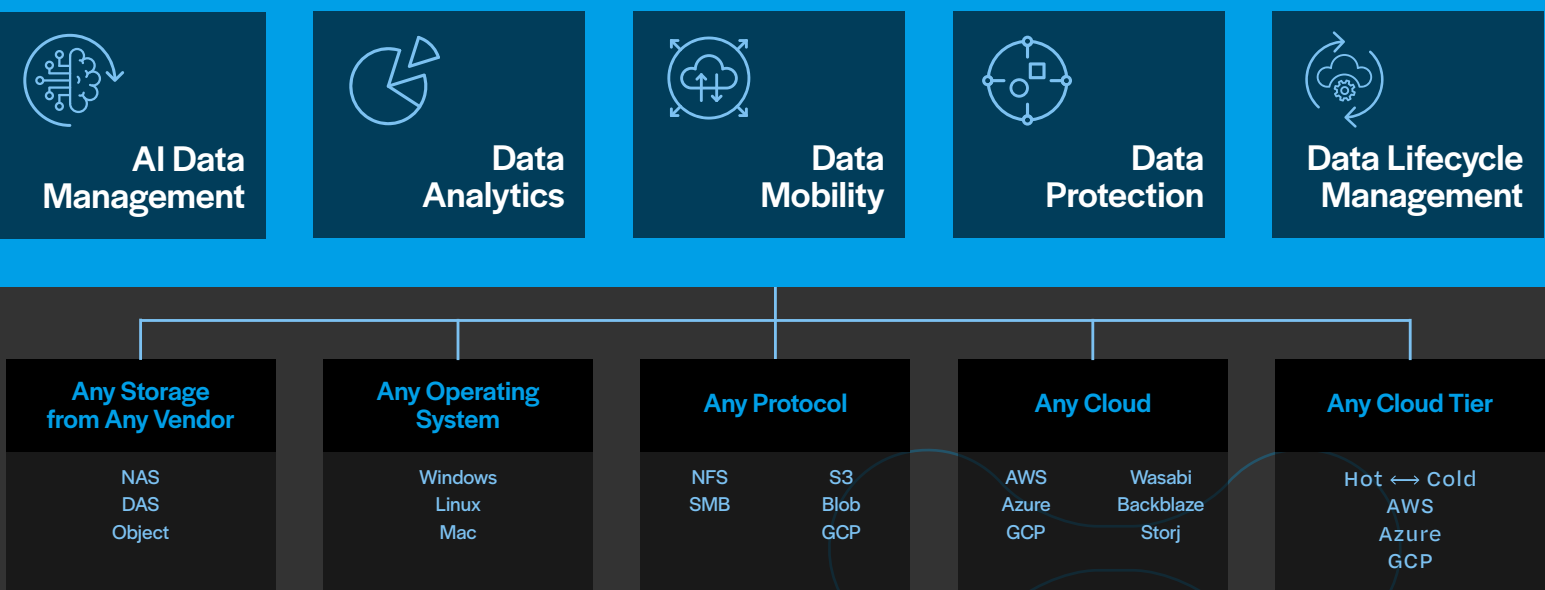 AI Data
Management
Data
Analytics
Data
Mobility
Data
Protection
Data Lifecycle
Management
Any Storage
from Any Vendor
NAS
DAS
Object
Any Operating
System
Windows
Linux
Mac
Any Protocol
NFS
SMB
S3
Blob
GCP
Any Cloud
AWS
Azure
GCP
Wasabi
Backblaze
Storj
Any Cloud Tier
Hot ⟷ Cold
AWS
Azure
GCP